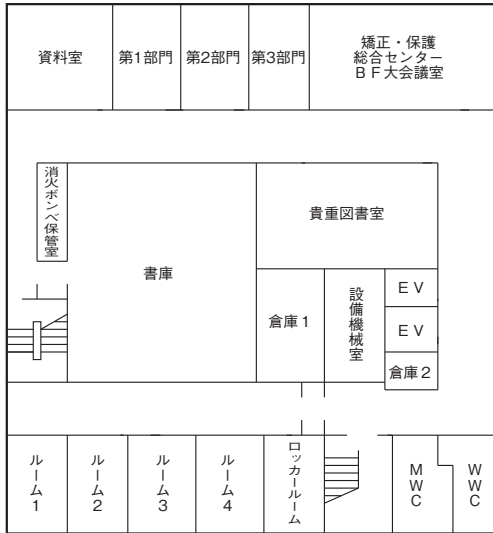 資料室
第1部門
第2部門
第3部門
矯正・保護
総合センター
BF大会議室
消火ボンベ保管室
書庫
貴重図書室
倉庫1
設備機械室
EV
EV
倉庫2
ルーム1
ルーム2
ルーム3
ルーム4
ロッカールーム
MWC
WWC